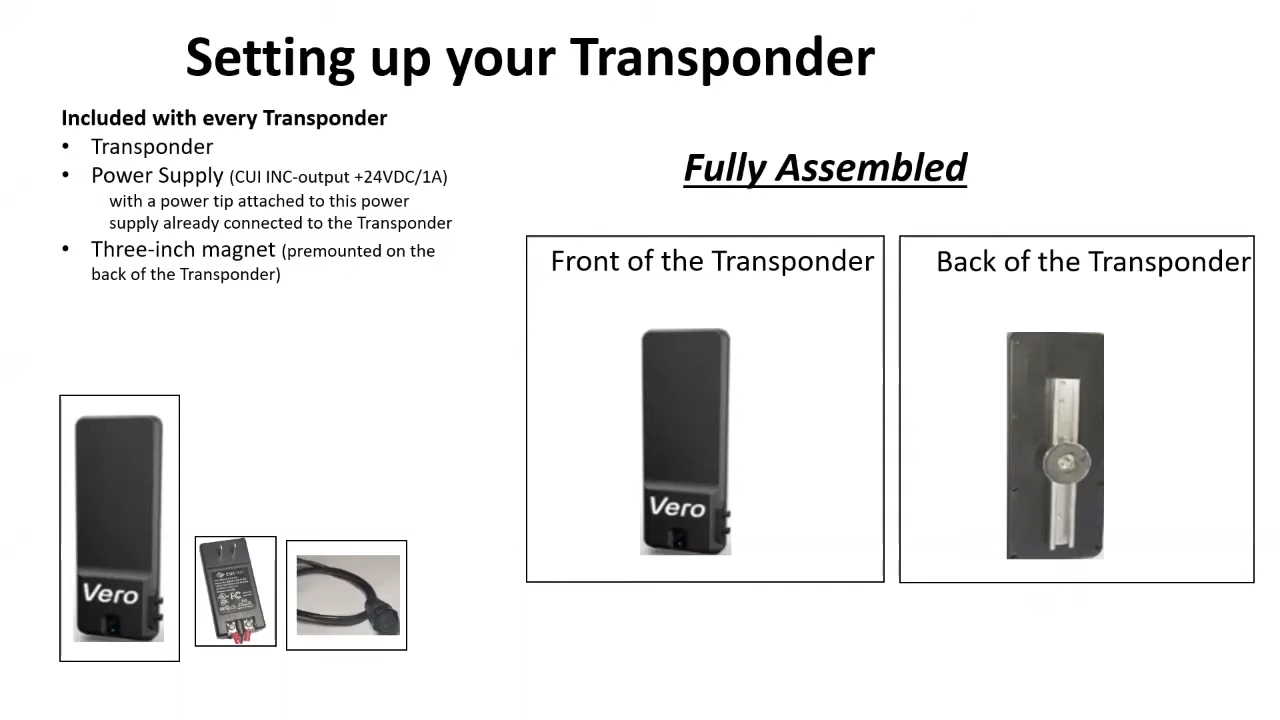 Setting up your Transponder
Included with every Transponder
• Transponder
• Power Supply (CUI INC-output +24VDC/1A)
with a power tip attached to this power
supply already connected to the Transponder
• Three-inch magnet (premounted on the
back of the Transponder)
Fully Assembled
Front of the Transponder
Back of the Transponder
Vero
Vero
CUI INC